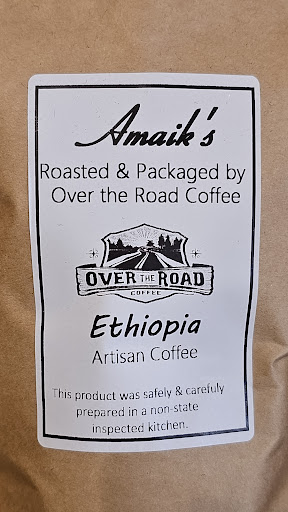 Amaik's
Roasted & Packaged by
Over the Road Coffee
OVER THE ROAD
COFFEE
Ethiopia
Artisan Coffee
This product was safely & carefuly
prepared in a non-state
inspected kitchen.